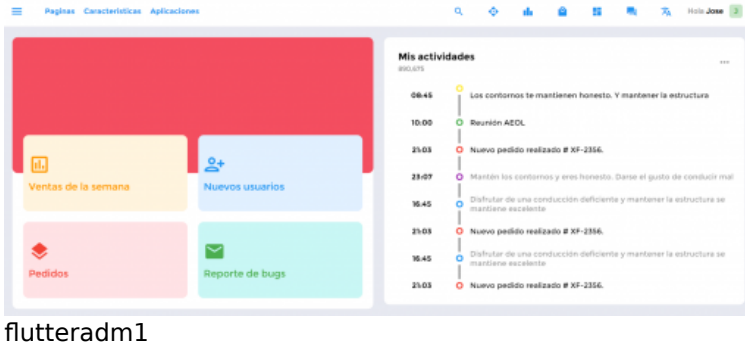 Paginas Caracteristicas Aplicaciones
Hola Jose J
Mis actividades
890,675
08:45 Los contornos te mantienen honesto. Y mantener la estructura
10:00 Reunión AEOL
21:03 Nuevo pedido realizado # XF-2356.
23:07 Mantén los contornos y eres honesto. Darse el gusto de conducir mal
16:45 Disfrutar de una conducción deficiente y mantener la estructura se
mantiene excelente
21:03 Nuevo pedido realizado # XF-2356.
16:45 Disfrutar de una conducción deficiente y mantener la estructura se
mantiene excelente
21:03 Nuevo pedido realizado # XF-2356.
Ventas de la semana
Nuevos usuarios
Pedidos
Reporte de bugs
flutteradm1